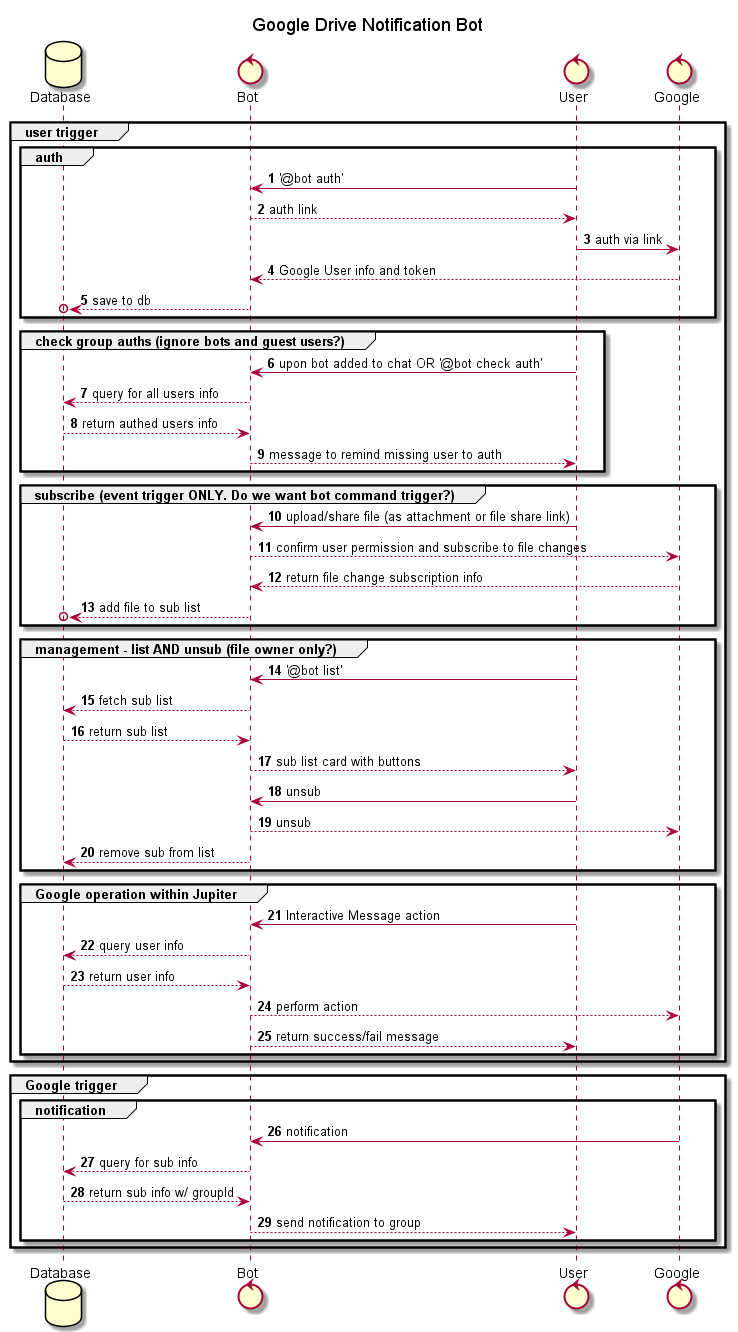 Google Drive Notification Bot
Database Bot User Google
user trigger
auth
1 '@bot auth'
2 auth link
3 auth via link
4 Google User info and token
5 save to db
check group auths (ignore bots and guest users?)
6 upon bot added to chat OR '@bot check auth'
7 query for all users info
8 return authed users info
9 message to remind missing user to auth
subscribe (event trigger ONLY. Do we want bot command trigger?)
10 upload/share file (as attachment or file share link)
11 confirm user permission and subscribe to file changes
12 return file change subscription info
13 add file to sub list
management - list AND unsub (file owner only?)
14 '@bot list'
15 fetch sub list
16 return sub list
17 sub list card with buttons
18 unsub
19 unsub
20 remove sub from list
Google operation within Jupiter
21 Interactive Message action
22 query user info
23 return user info
24 perform action
25 return success/fail message
Google trigger
notification
26 notification
27 query for sub info
28 return sub info w/ groupId
29 send notification to group
Database Bot User Google